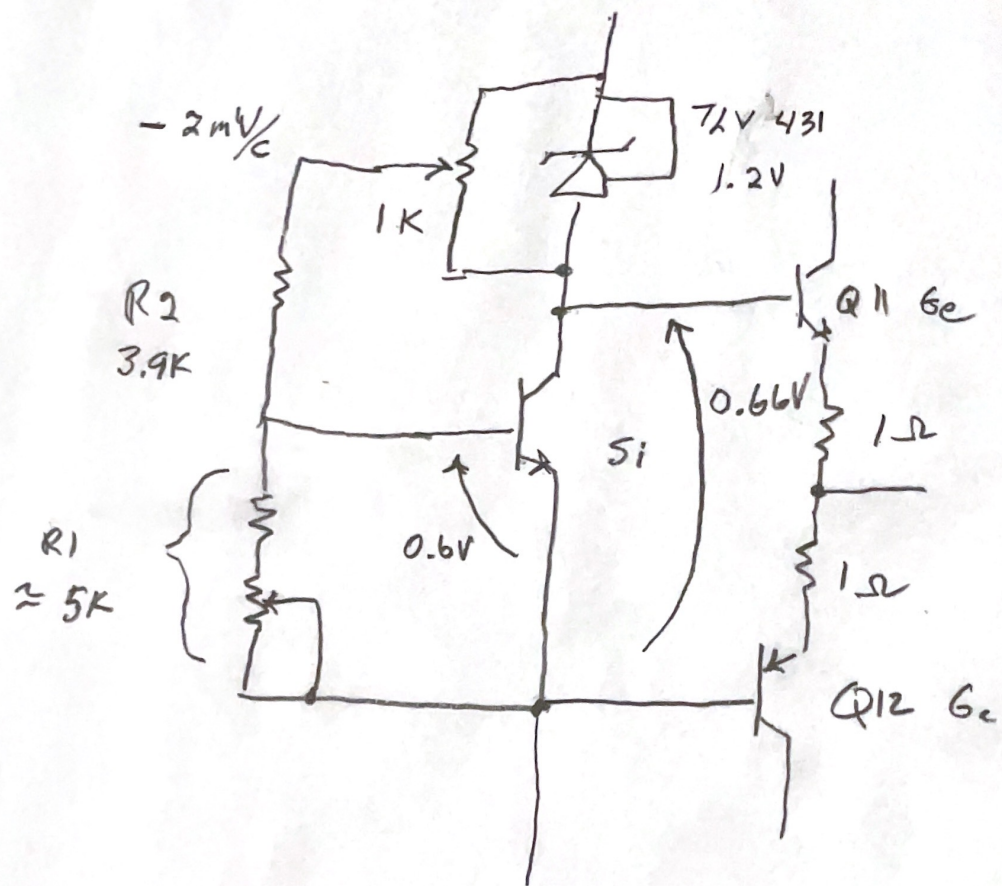 - 2mV/c
TLV 431
1.2V
1K
R2
3.9K
Q11 Ge
0.66V
1Ω
Si
0.6V
R1
≈ 5K
1Ω
Q12 Ge